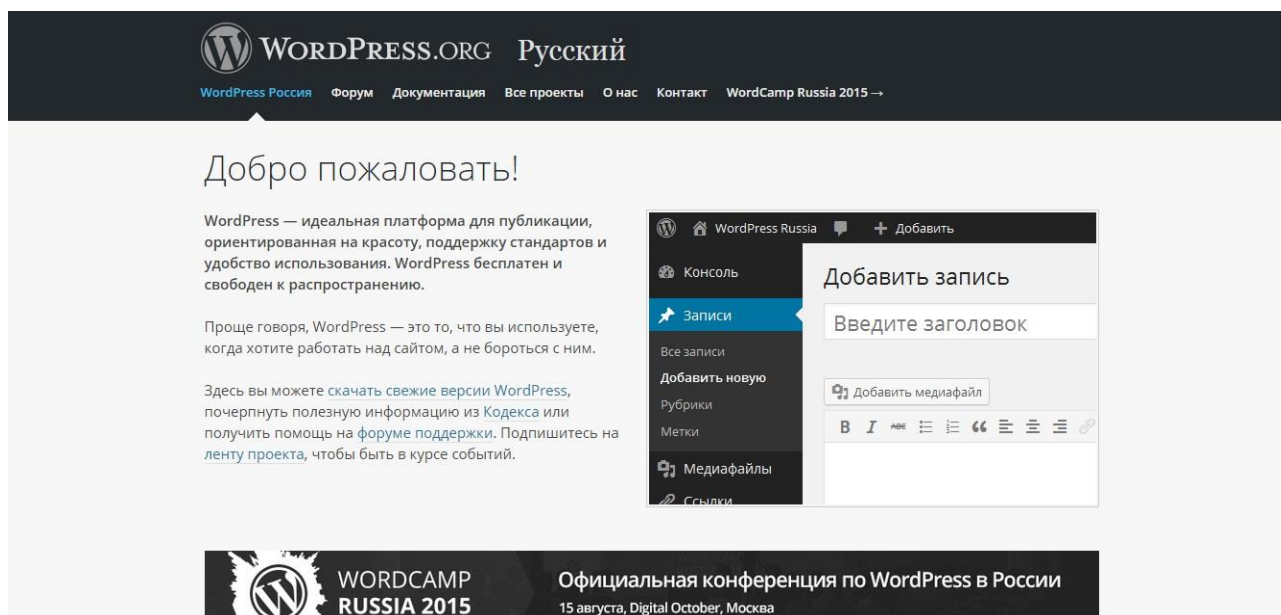 WORDPRESS.ORG Русский
WordPress Россия Форум Документация Все проекты О нас Контакт WordCamp Russia 2015 →
Добро пожаловать!
WordPress — идеальная платформа для публикации,
ориентированная на красоту, поддержку стандартов и
удобство использования. WordPress бесплатен и
свободен к распространению.
Проще говоря, WordPress — это то, что вы используете,
когда хотите работать над сайтом, а не бороться с ним.
Здесь вы можете скачать свежие версии WordPress,
почерпнуть полезную информацию из Кодекса или
получить помощь на форуме поддержки. Подпишитесь на
ленту проекта, чтобы быть в курсе событий.
WordPress Russia + Добавить
Консоль
Записи
Все записи
Добавить новую
Рубрики
Метки
Медиафайлы
Ссылки
Добавить запись
Введите заголовок
Добавить медиафайл
B I ABC
WORDCAMP
RUSSIA 2015
Официальная конференция по WordPress в России
15 августа, Digital October, Москва